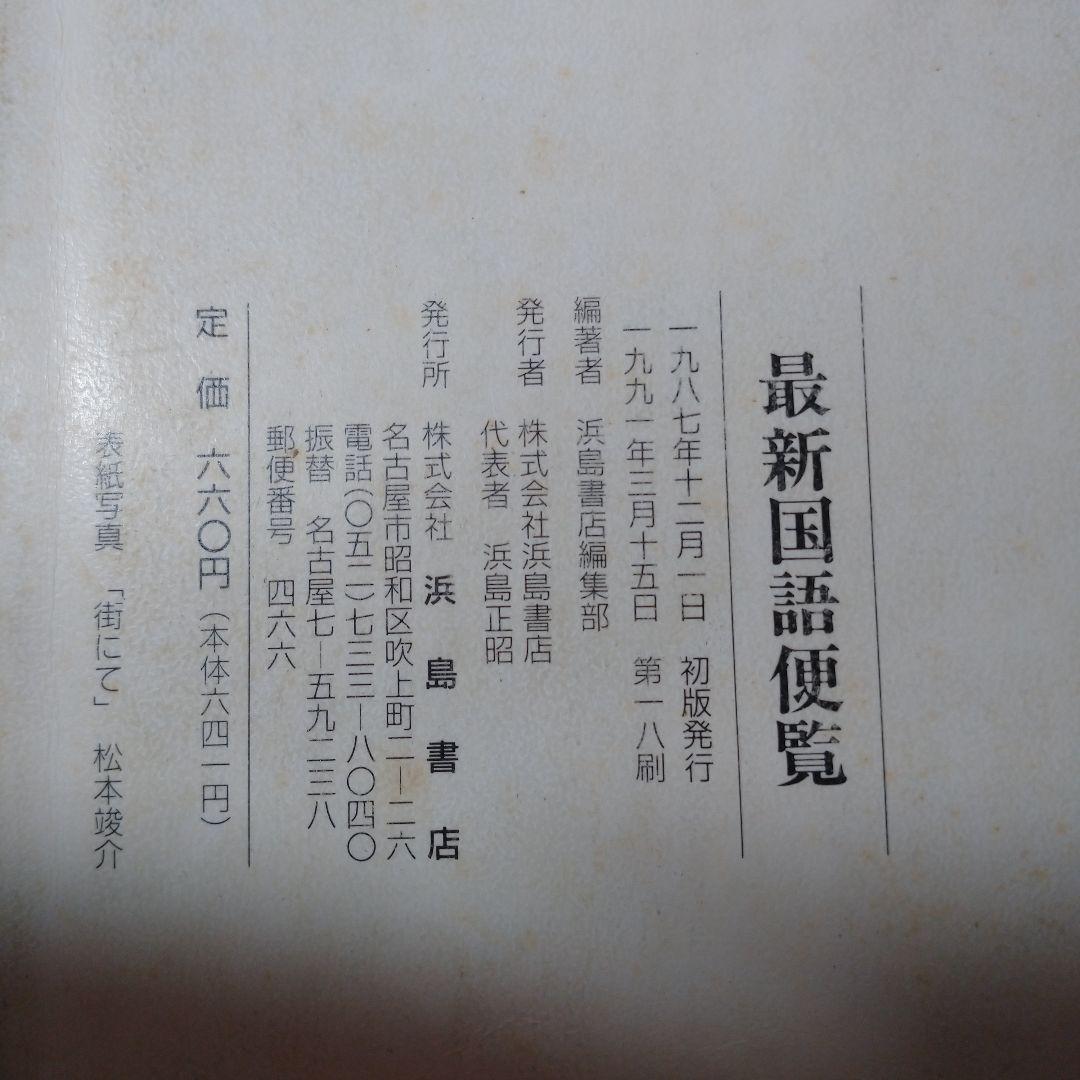 最新国語便覧
一九八七年十二月一日　初版発行
一九九一年三月十五日　第一八刷
編著者　浜島書店編集部
発行者　株式会社浜島書店
代表者　浜島正昭
発行所　株式会社　浜島書店
名古屋市昭和区吹上町二―二六
電話（〇五二）七三三―八〇四〇
振替　名古屋七―五九二三八
郵便番号　四六六
定価　六六〇円（本体六四一円）
表紙写真　「街にて」　松本竣介